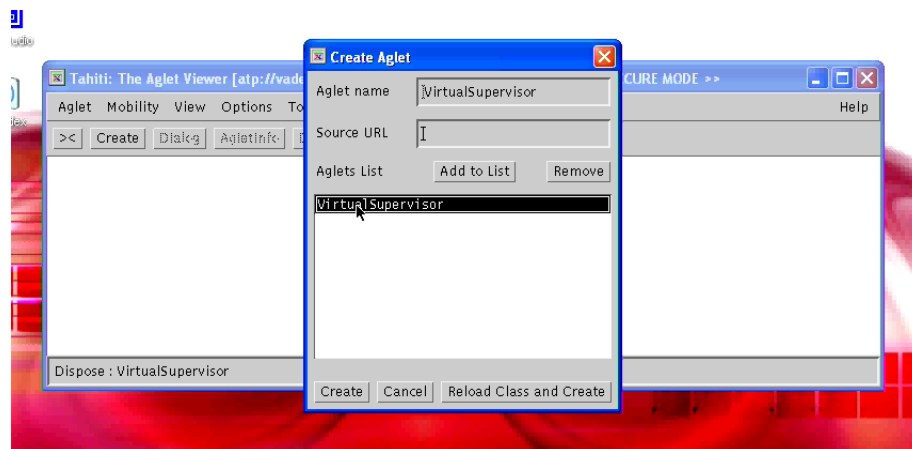 Create Aglet
Tahiti: The Aglet Viewer [atp://vade
CURE MODE >>
Aglet Mobility View Options To
Help
>< Create Dialog AgletInfo
Aglet name VirtualSupervisor
Source URL
Aglets List Add to List Remove
VirtualSupervisor
Dispose : VirtualSupervisor
Create Cancel Reload Class and Create